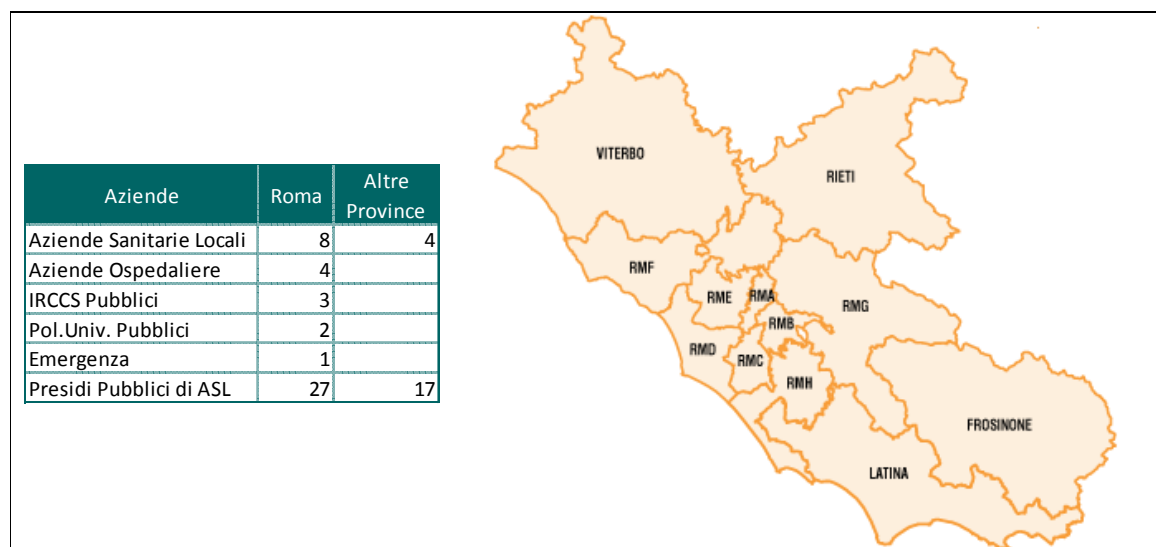 Aziende Roma Altre Province
Aziende Sanitarie Locali 8 4
Aziende Ospedaliere 4
IRCCS Pubblici 3
Pol.Univ. Pubblici 2
Emergenza 1
Presidi Pubblici di ASL 27 17
VITERBO
RIETI
RMF
RME
RMA
RMG
RMB
RMD
RMC
RMH
FROSINONE
LATINA